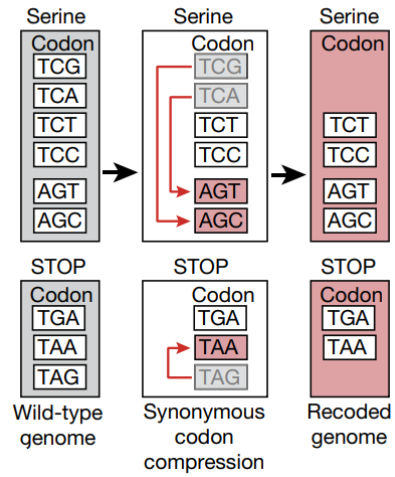 Serine
Codon
TCG
TCA
TCT
TCC
AGT
AGC
STOP
Codon
TGA
TAA
TAG
Wild-type
genome
Serine
Codon
TCG
TCA
TCT
TCC
AGT
AGC
STOP
Codon
TGA
TAA
TAG
Synonymous
codon
compression
Serine
Codon
TCT
TCC
AGT
AGC
STOP
Codon
TGA
TAA
Recoded
genome